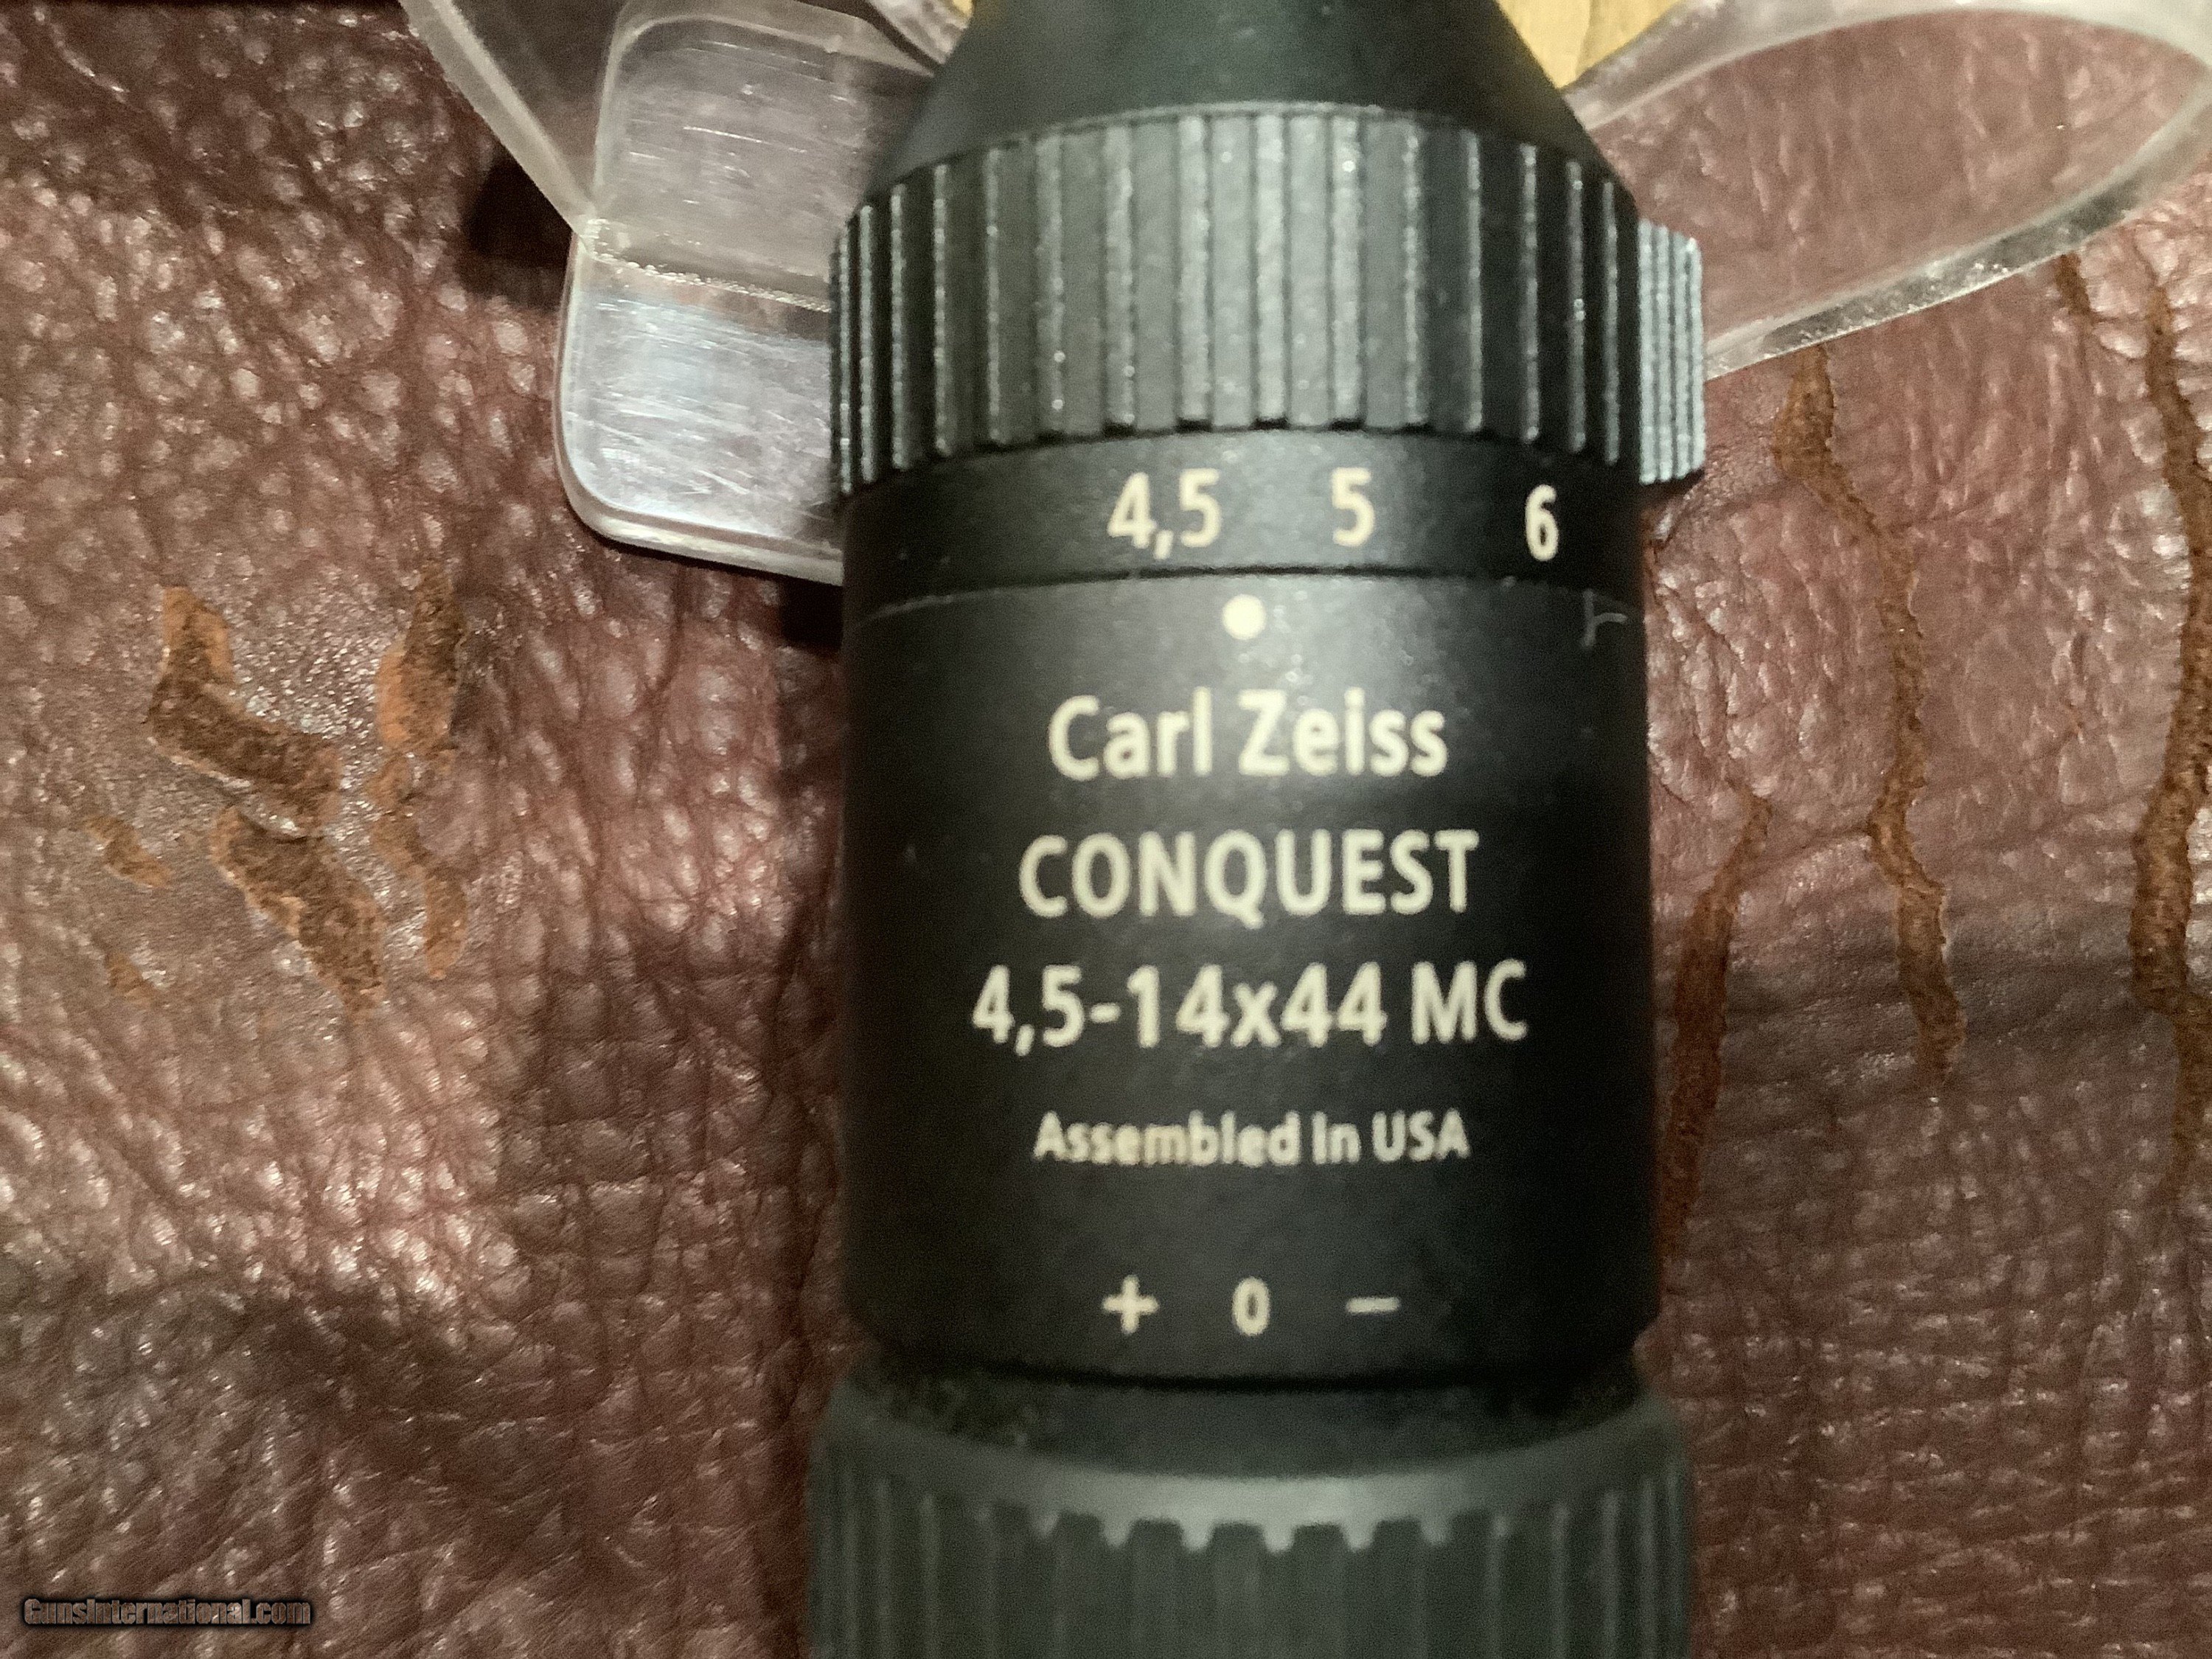 4,5 5 6
Carl Zeiss
CONQUEST
4,5-14x44 MC
Assembled in USA
+ 0 −
GunsInternational.com